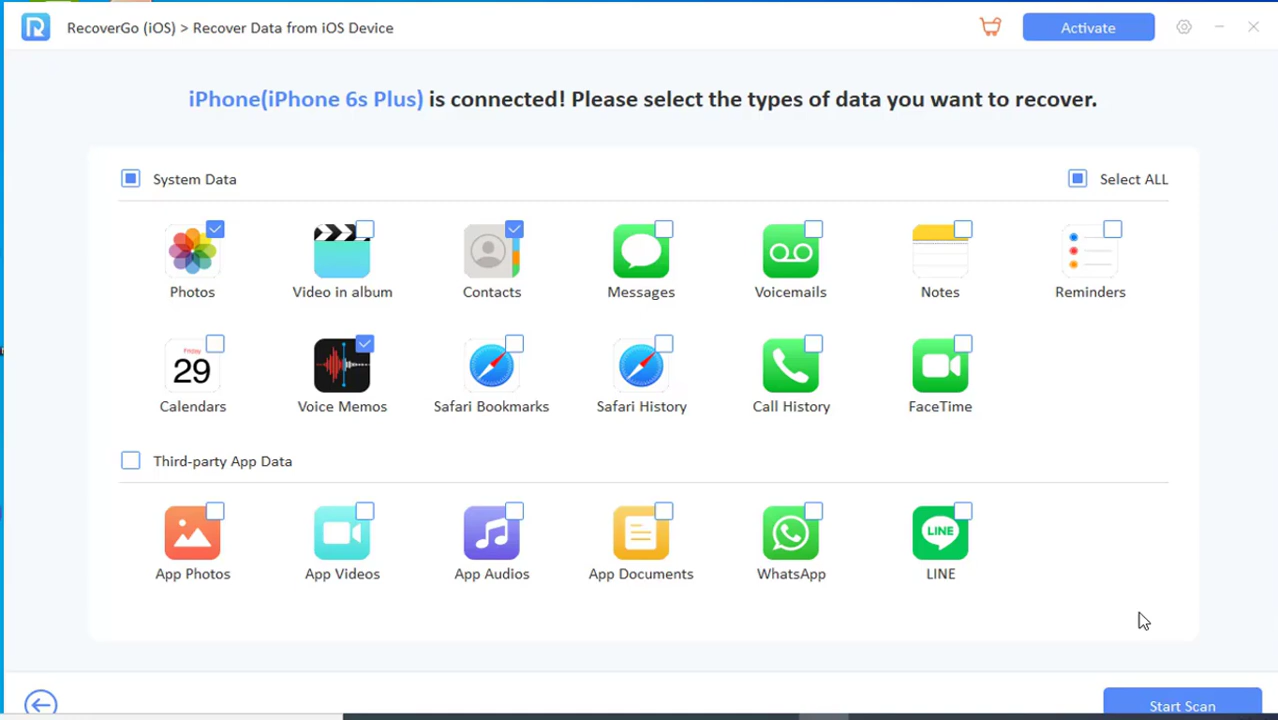 RecoverGo (iOS) > Recover Data from iOS Device
Activate
iPhone(iPhone 6s Plus) is connected! Please select the types of data you want to recover.
System Data
Select ALL
Photos
Video in album
Contacts
Messages
Voicemails
Notes
Reminders
Friday
29
Calendars
Voice Memos
Safari Bookmarks
Safari History
Call History
FaceTime
Third-party App Data
App Photos
App Videos
App Audios
App Documents
WhatsApp
LINE
LINE
Start Scan